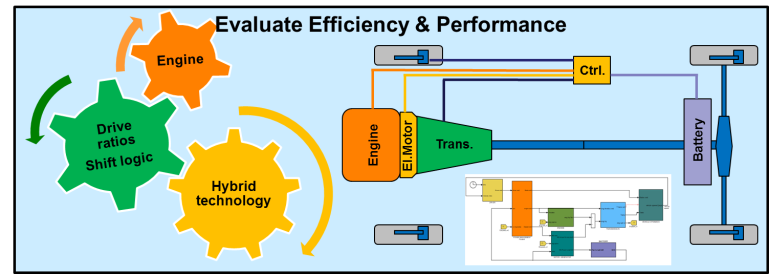 Evaluate Efficiency & Performance
Engine
Drive
ratios
Shift logic
Hybrid
technology
Ctrl.
Engine
El.Motor
Trans.
Battery